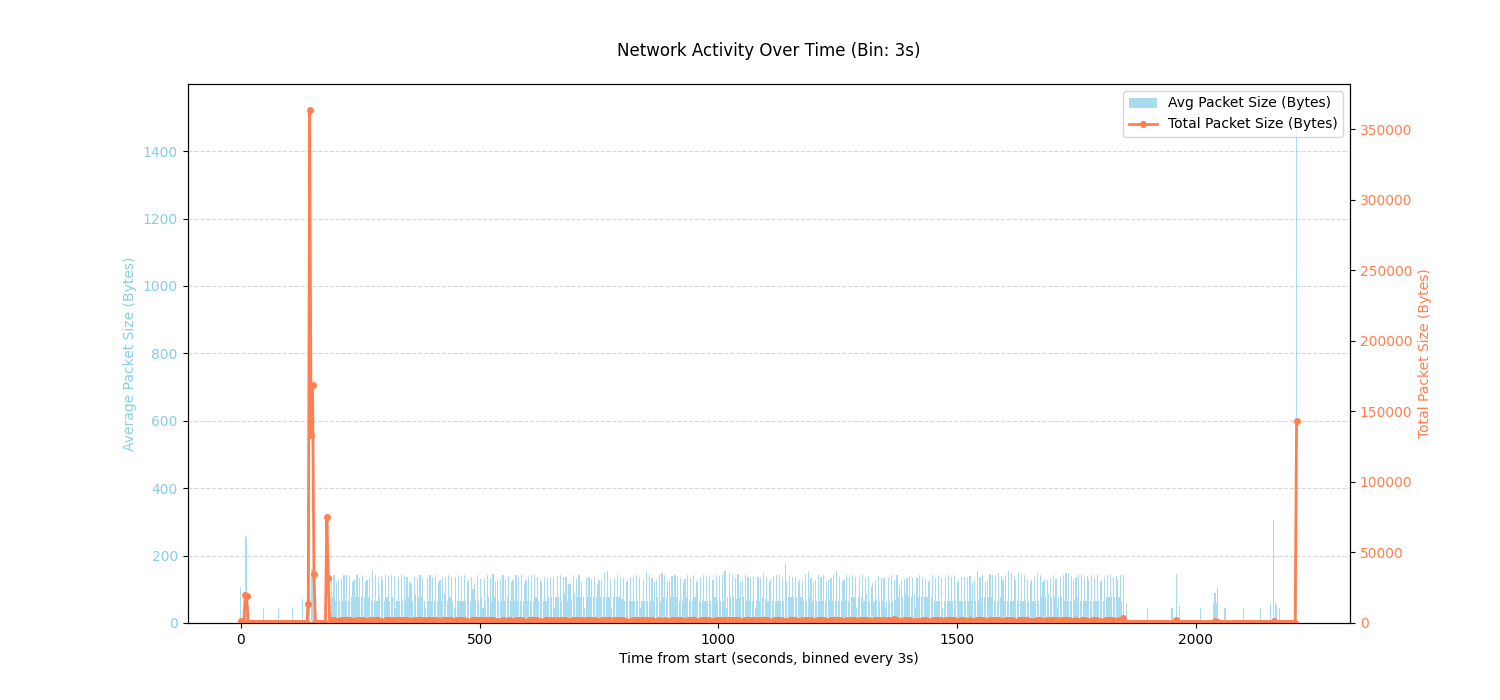 Network Activity Over Time (Bin: 3s)
Avg Packet Size (Bytes)
Total Packet Size (Bytes)
Average Packet Size (Bytes)
1400
1200
1000
800
600
400
200
0
350000
300000
250000
200000
150000
100000
50000
0
Total Packet Size (Bytes)
0 500 1000 1500 2000
Time from start (seconds, binned every 3s)